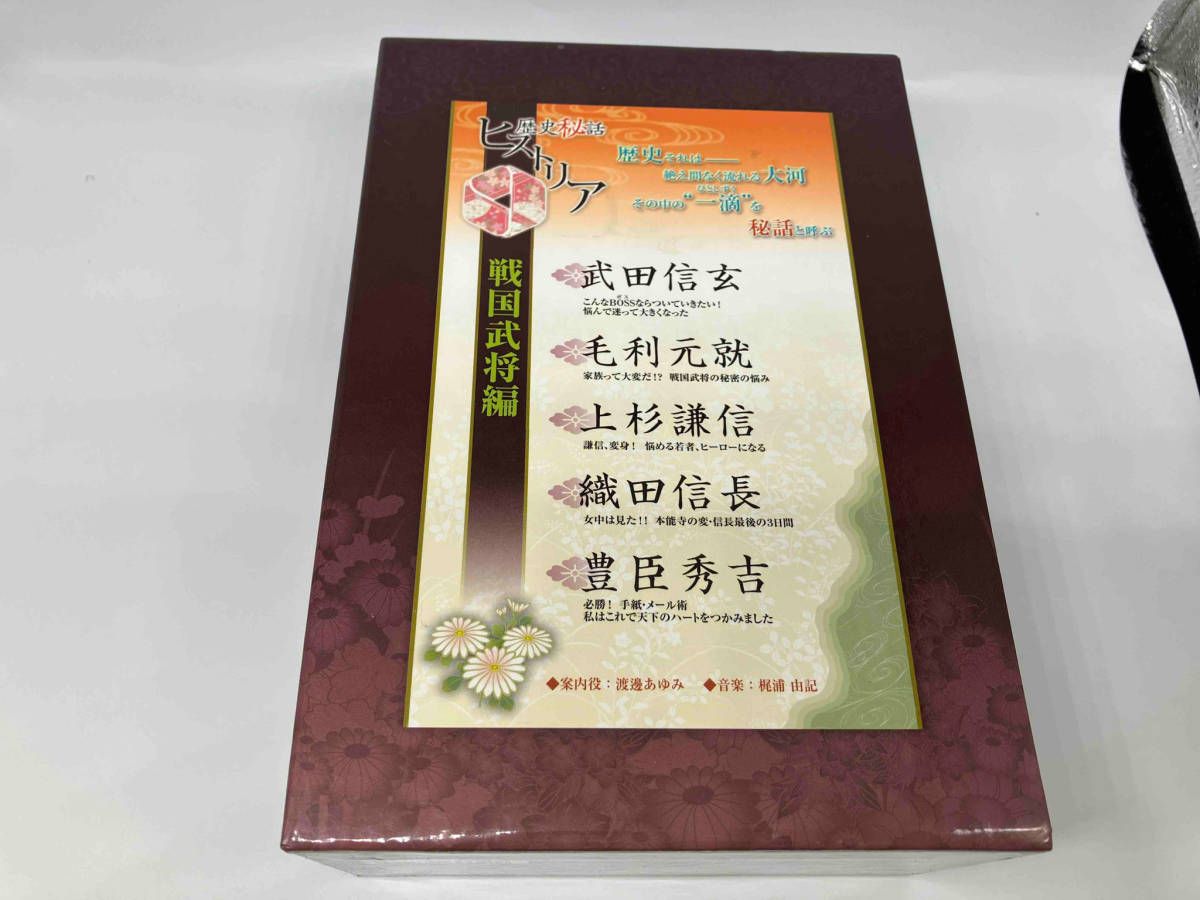 歴史秘話
ヒストリア
歴史それは――
絶え間なく流れる大河
その中の“一滴”を
ひとしずく
秘話と呼ぶ
戦国武将編
武田信玄
こんなBOSSならついていきたい！
ボス
悩んで迷って大きくなった
毛利元就
家族って大変だ!? 戦国武将の秘密の悩み
上杉謙信
謙信、変身！ 悩める若者、ヒーローになる
織田信長
女中は見た!! 本能寺の変・信長最後の3日間
豊臣秀吉
必勝！ 手紙・メール術
私はこれで天下のハートをつかみました
◆案内役：渡邊あゆみ ◆音楽：梶浦 由記